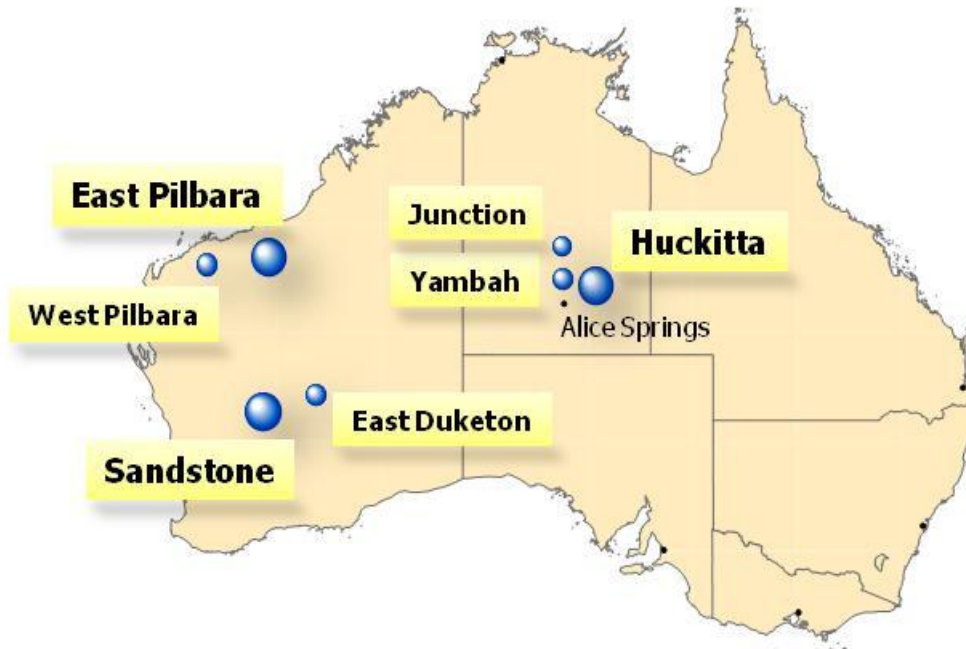 East Pilbara
Junction
Huckitta
Yambah
West Pilbara
Alice Springs
East Duketon
Sandstone